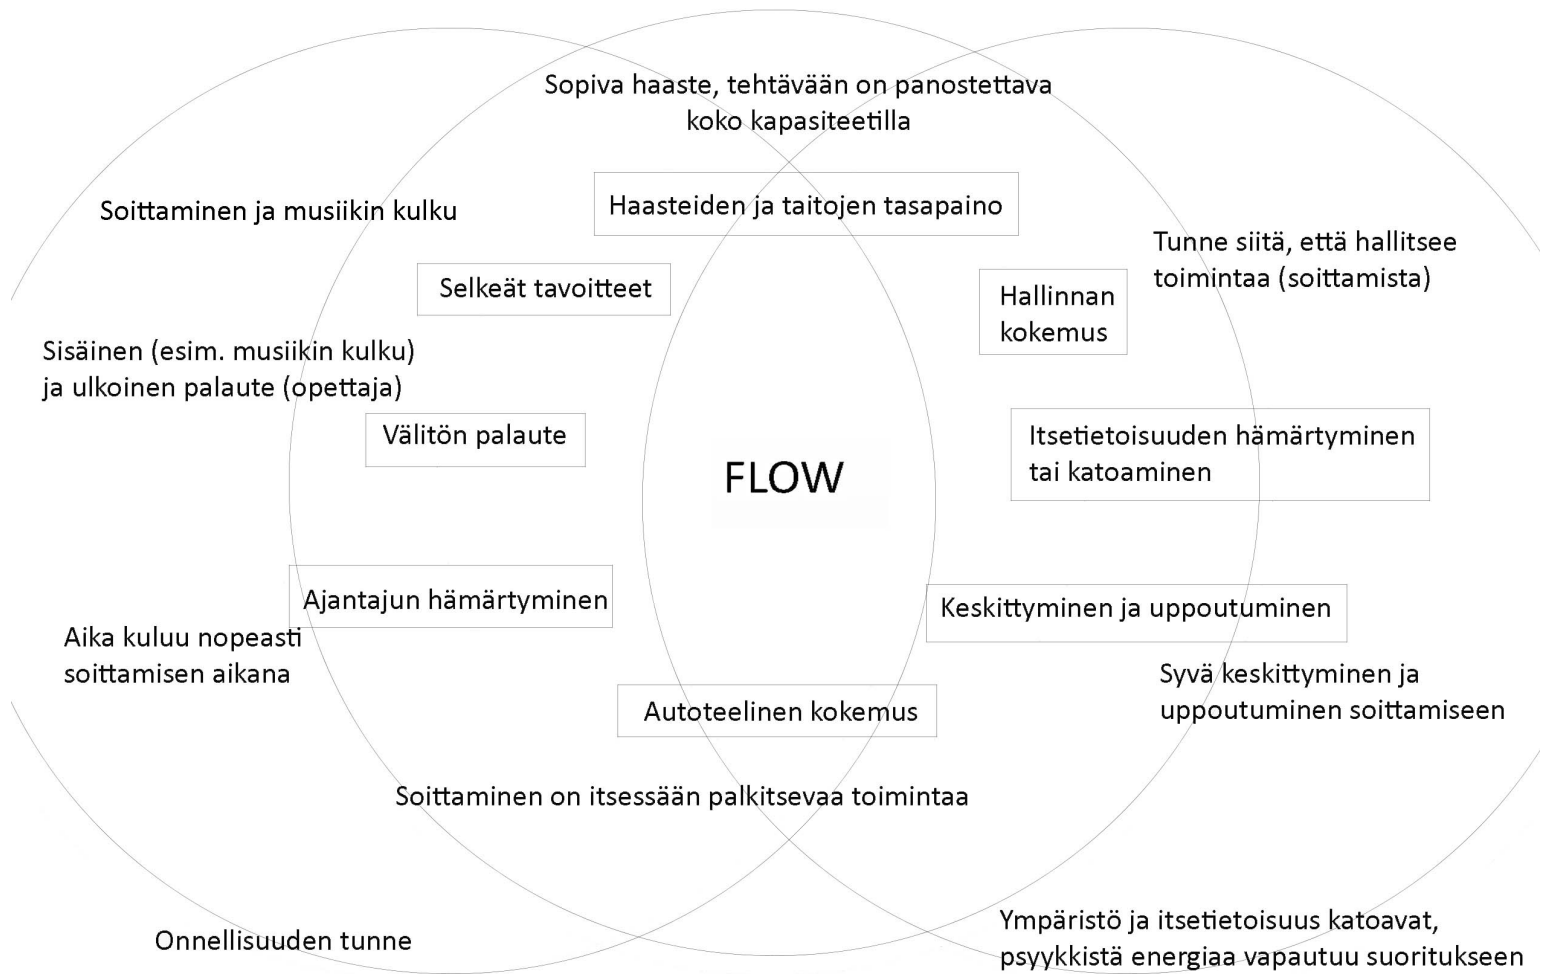 Sopiva haaste, tehtävään on panostettava
koko kapasiteetilla
Haasteiden ja taitojen tasapaino
Soittaminen ja musiikin kulku
Tunne siitä, että hallitsee
toimintaa (soittamista)
Selkeät tavoitteet
Hallinnan
kokemus
Sisäinen (esim. musiikin kulku)
ja ulkoinen palaute (opettaja)
Välitön palaute
Itsetietoisuuden hämärtyminen
tai katoaminen
FLOW
Ajantajun hämärtyminen
Keskittyminen ja uppoutuminen
Aika kuluu nopeasti
soittamisen aikana
Syvä keskittyminen ja
uppoutuminen soittamiseen
Autoteelinen kokemus
Soittaminen on itsessään palkitsevaa toimintaa
Onnellisuuden tunne
Ympäristö ja itsetietoisuus katoavat,
psyykkistä energiaa vapautuu suoritukseen